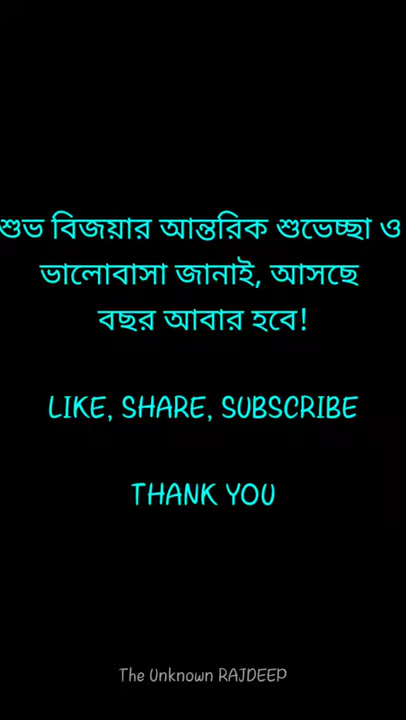 শুভ বিজয়ার আন্তরিক শুভেচ্ছা ও
ভালোবাসা জানাই, আসছে
বছর আবার হবে!
LIKE, SHARE, SUBSCRIBE
THANK YOU
The Unknown RAJDEEP